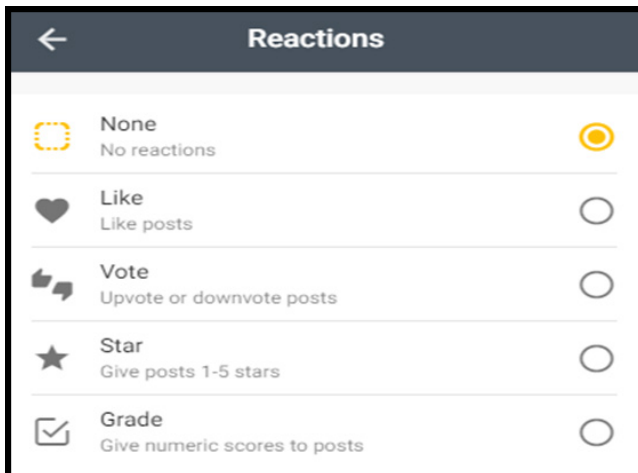 Reactions
None
No reactions
Like
Like posts
Vote
Upvote or downvote posts
Star
Give posts 1-5 stars
Grade
Give numeric scores to posts